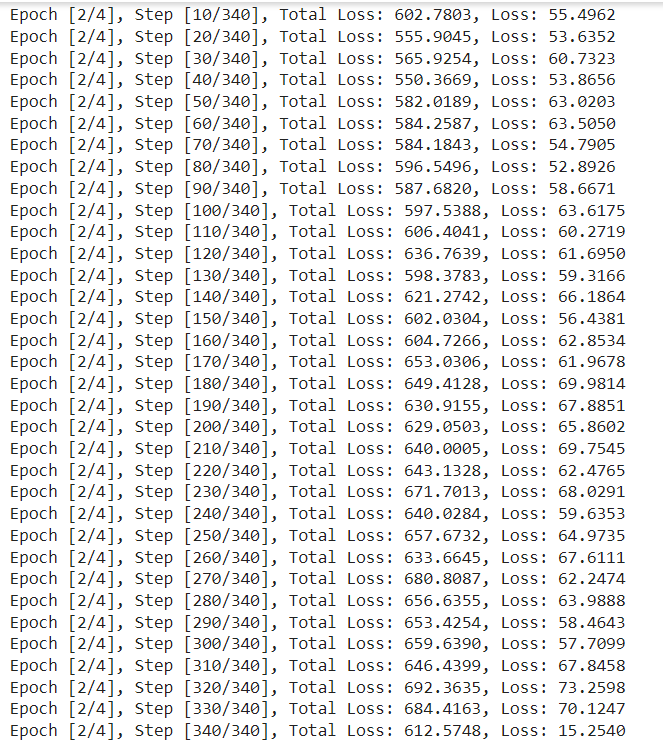 Epoch [2/4], Step [10/340], Total Loss: 602.7803, Loss: 55.4962
Epoch [2/4], Step [20/340], Total Loss: 555.9045, Loss: 53.6352
Epoch [2/4], Step [30/340], Total Loss: 565.9254, Loss: 60.7323
Epoch [2/4], Step [40/340], Total Loss: 550.3669, Loss: 53.8656
Epoch [2/4], Step [50/340], Total Loss: 582.0189, Loss: 63.0203
Epoch [2/4], Step [60/340], Total Loss: 584.2587, Loss: 63.5050
Epoch [2/4], Step [70/340], Total Loss: 584.1843, Loss: 54.7905
Epoch [2/4], Step [80/340], Total Loss: 596.5496, Loss: 52.8926
Epoch [2/4], Step [90/340], Total Loss: 587.6820, Loss: 58.6671
Epoch [2/4], Step [100/340], Total Loss: 597.5388, Loss: 63.6175
Epoch [2/4], Step [110/340], Total Loss: 606.4041, Loss: 60.2719
Epoch [2/4], Step [120/340], Total Loss: 636.7639, Loss: 61.6950
Epoch [2/4], Step [130/340], Total Loss: 598.3783, Loss: 59.3166
Epoch [2/4], Step [140/340], Total Loss: 621.2742, Loss: 66.1864
Epoch [2/4], Step [150/340], Total Loss: 602.0304, Loss: 56.4381
Epoch [2/4], Step [160/340], Total Loss: 604.7266, Loss: 62.8534
Epoch [2/4], Step [170/340], Total Loss: 653.0306, Loss: 61.9678
Epoch [2/4], Step [180/340], Total Loss: 649.4128, Loss: 69.9814
Epoch [2/4], Step [190/340], Total Loss: 630.9155, Loss: 67.8851
Epoch [2/4], Step [200/340], Total Loss: 629.0503, Loss: 65.8602
Epoch [2/4], Step [210/340], Total Loss: 640.0005, Loss: 69.7545
Epoch [2/4], Step [220/340], Total Loss: 643.1328, Loss: 62.4765
Epoch [2/4], Step [230/340], Total Loss: 671.7013, Loss: 68.0291
Epoch [2/4], Step [240/340], Total Loss: 640.0284, Loss: 59.6353
Epoch [2/4], Step [250/340], Total Loss: 657.6732, Loss: 64.9735
Epoch [2/4], Step [260/340], Total Loss: 633.6645, Loss: 67.6111
Epoch [2/4], Step [270/340], Total Loss: 680.8087, Loss: 62.2474
Epoch [2/4], Step [280/340], Total Loss: 656.6355, Loss: 63.9888
Epoch [2/4], Step [290/340], Total Loss: 653.4254, Loss: 58.4643
Epoch [2/4], Step [300/340], Total Loss: 659.6390, Loss: 57.7099
Epoch [2/4], Step [310/340], Total Loss: 646.4399, Loss: 67.8458
Epoch [2/4], Step [320/340], Total Loss: 692.3635, Loss: 73.2598
Epoch [2/4], Step [330/340], Total Loss: 684.4163, Loss: 70.1247
Epoch [2/4], Step [340/340], Total Loss: 612.5748, Loss: 15.2540